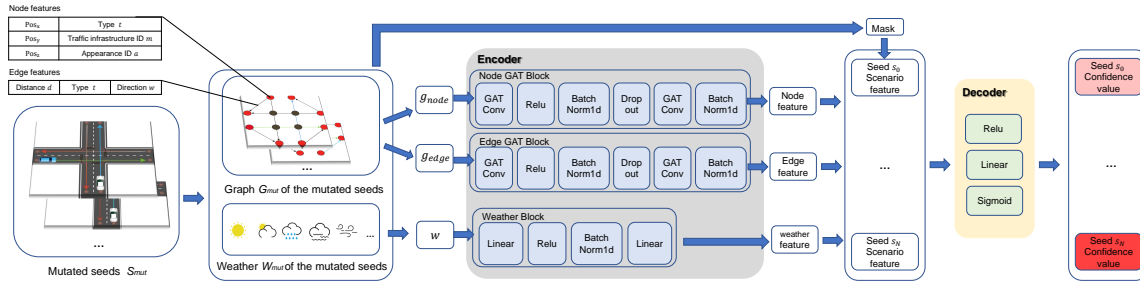 Node features
Pos_x Type t
Pos_y Traffic infrastructure ID m
Pos_z Appearance ID a
Edge features
Distance d Type t Direction w
...
Mutated seeds S_mut
...
Graph G_mut of the mutated seeds
...
Weather W_mut of the mutated seeds
g_node
g_edge
w
Encoder
Node GAT Block
GAT Conv
Relu
Batch Norm1d
Drop out
GAT Conv
Batch Norm1d
Edge GAT Block
GAT Conv
Relu
Batch Norm1d
Drop out
GAT Conv
Batch Norm1d
Weather Block
Linear
Relu
Batch Norm1d
Linear
Node
feature
Edge
feature
weather
feature
Mask
Seed s_0
Scenario
feature
...
Seed s_N
Scenario
feature
Decoder
Relu
Linear
Sigmoid
Seed s_0
Confidence
value
...
Seed s_N
Confidence
value